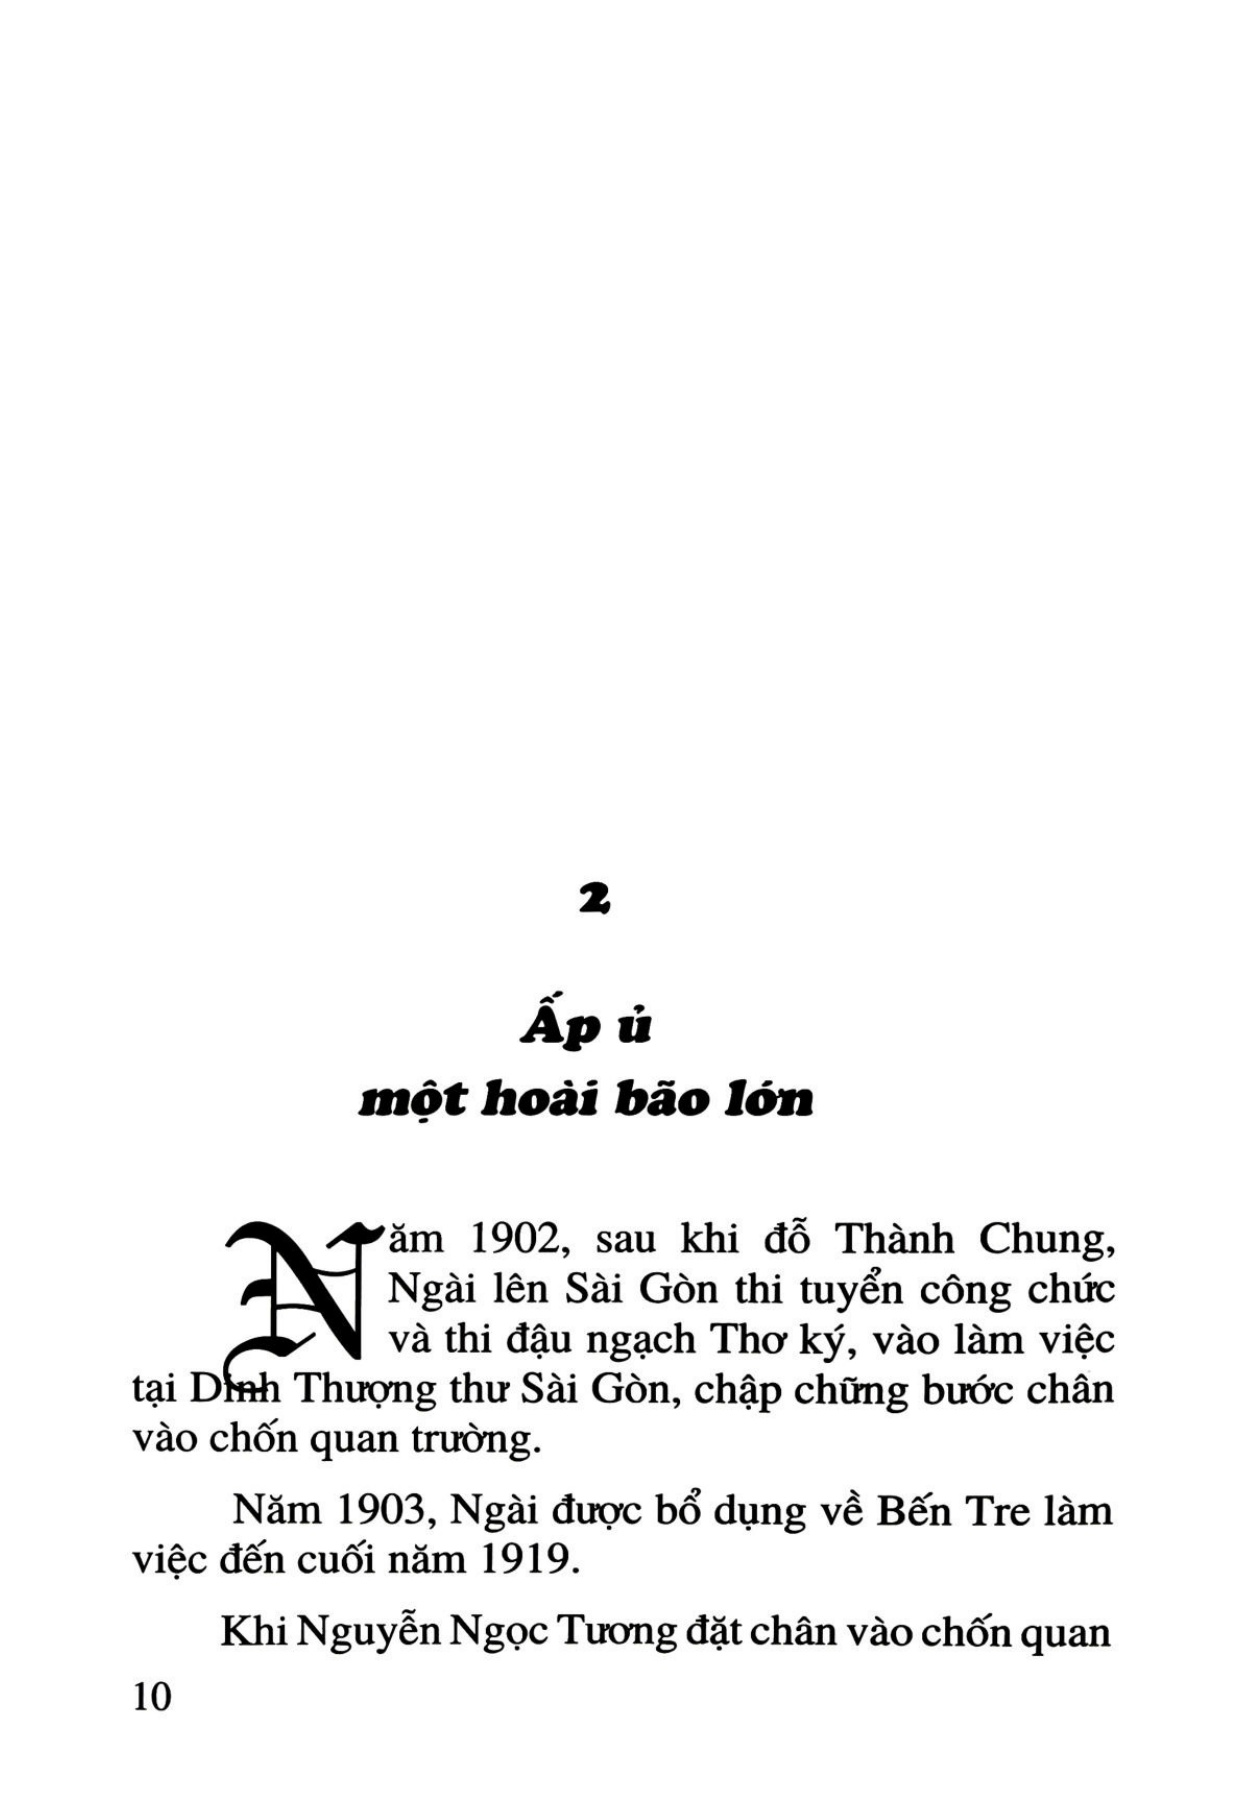 2
Ấp ủ
một hoài bão lớn
Năm 1902, sau khi đỗ Thành Chung,
Ngài lên Sài Gòn thi tuyển công chức
và thi đậu ngạch Thơ ký, vào làm việc
tại Dinh Thượng thư Sài Gòn, chập chững bước chân
vào chốn quan trường.
Năm 1903, Ngài được bổ dụng về Bến Tre làm
việc đến cuối năm 1919.
Khi Nguyễn Ngọc Tương đặt chân vào chốn quan
10